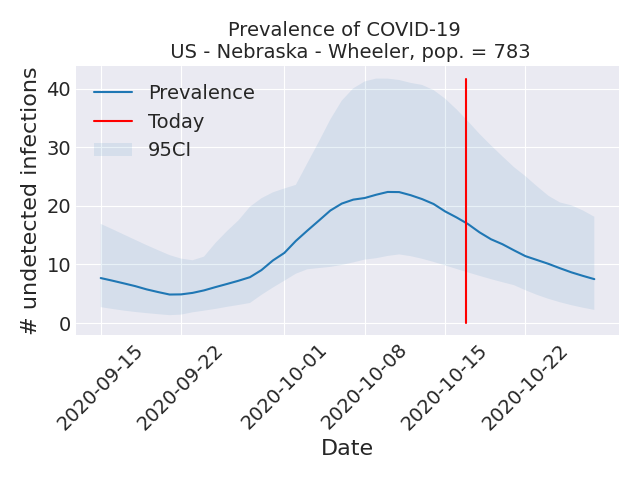 Prevalence of COVID-19
US - Nebraska - Wheeler, pop. = 783
# undetected infections
40
30
20
10
0
Prevalence
Today
95CI
2020-09-15
2020-09-22
2020-10-01
2020-10-08
2020-10-15
2020-10-22
Date